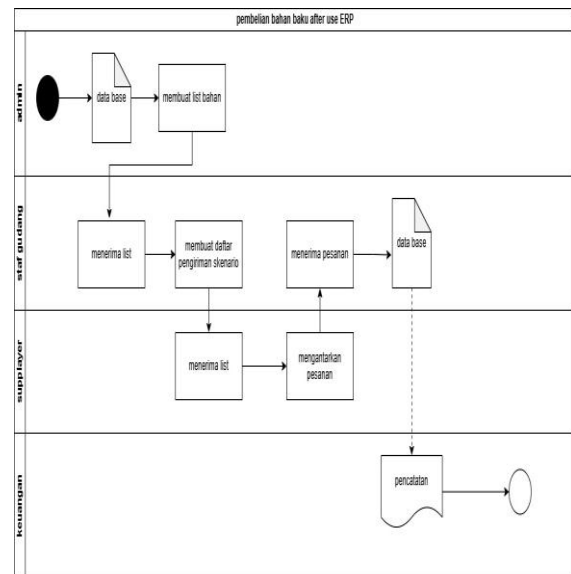 pembelian bahan baku after use ERP
admin
data base
membuat list bahan
staf gudang
menerima list
membuat daftar
pengiriman skenario
menerima pesanan
data base
supplayer
menerima list
mengantarkan
pesanan
keuangan
pencatatan